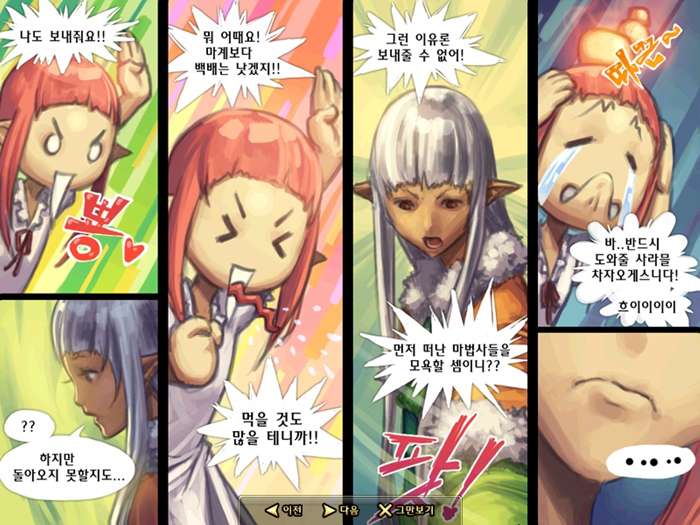 나도 보내줘요!!
뿅
??
하지만
돌아오지 못할지도...
뭐 어때요!
마계보다
백배는 낫겠지!!
먹을 것도
많을 테니까!!
그런 이유론
보내줄 수 없어!
먼저 떠난 마법사들을
모욕할 셈이니??
팍!
따끈~
바..반드시
도와줄 사라믈
차자오게스니다!
흐이이이이
....
이전
다음
그만보기